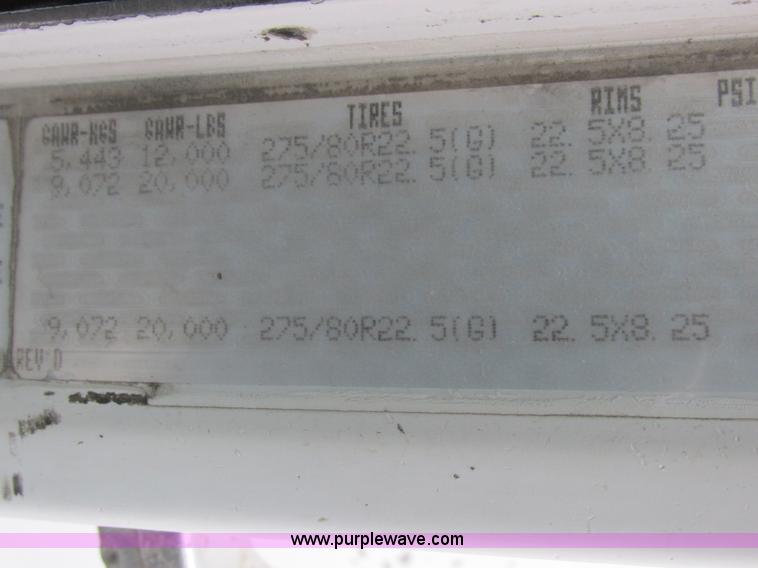 GAWR-KGS GAWR-LBS TIRES RIMS PSI
5,443 12,000 275/80R22.5(G) 22.5X8.25
9,072 20,000 275/80R22.5(G) 22.5X8.25
9,072 20,000 275/80R22.5(G) 22.5X8.25
REV D
www.purplewave.com